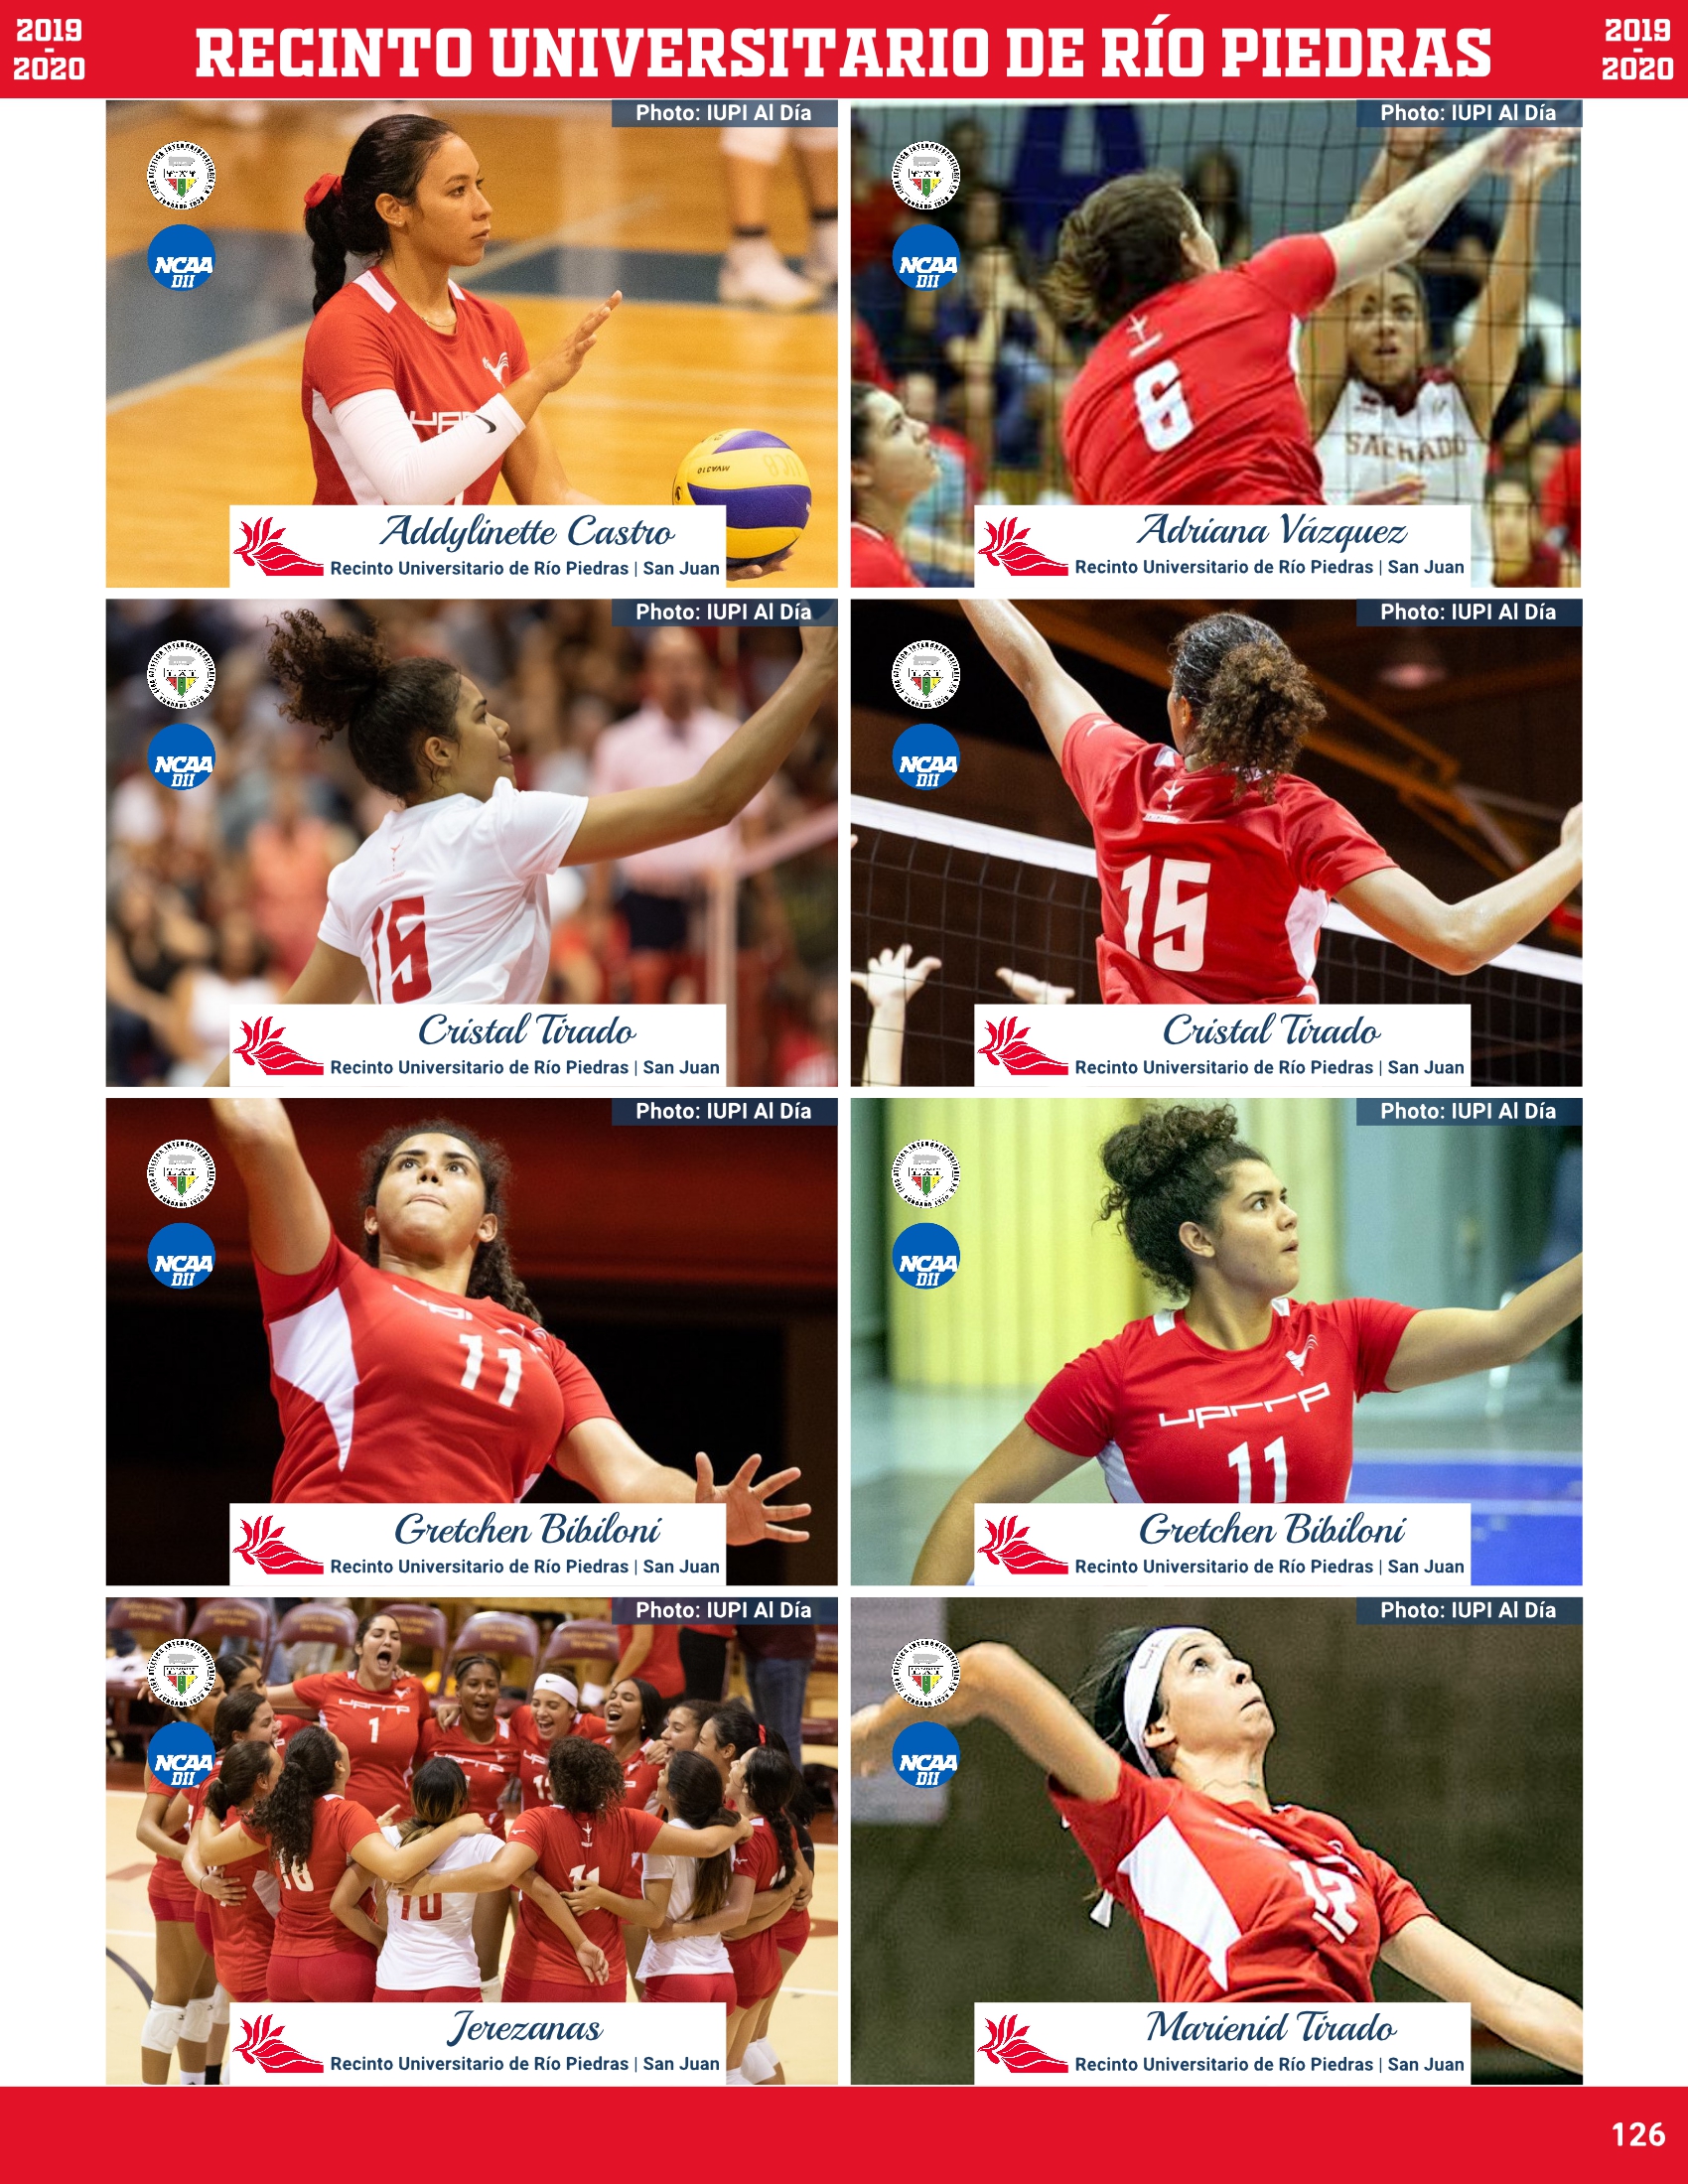 2019
-
2020
RECINTO UNIVERSITARIO DE RÍO PIEDRAS
2019
-
2020
Photo: IUPI Al Día
NCAA
DII
MVA310
Addylinette Castro
Recinto Universitario de Río Piedras | San Juan
Photo: IUPI Al Día
NCAA
DII
6
SAGRADO
Adriana Vázquez
Recinto Universitario de Río Piedras | San Juan
Photo: IUPI Al Día
NCAA
DII
15
Cristal Tirado
Recinto Universitario de Río Piedras | San Juan
Photo: IUPI Al Día
NCAA
DII
15
Cristal Tirado
Recinto Universitario de Río Piedras | San Juan
Photo: IUPI Al Día
NCAA
DII
11
Gretchen Bibiloni
Recinto Universitario de Río Piedras | San Juan
Photo: IUPI Al Día
NCAA
DII
uprrp
11
Gretchen Bibiloni
Recinto Universitario de Río Piedras | San Juan
Photo: IUPI Al Día
NCAA
DII
uprrp
1
18
10
11
Jerezanas
Recinto Universitario de Río Piedras | San Juan
Photo: IUPI Al Día
NCAA
DII
12
Marienid Tirado
Recinto Universitario de Río Piedras | San Juan
126